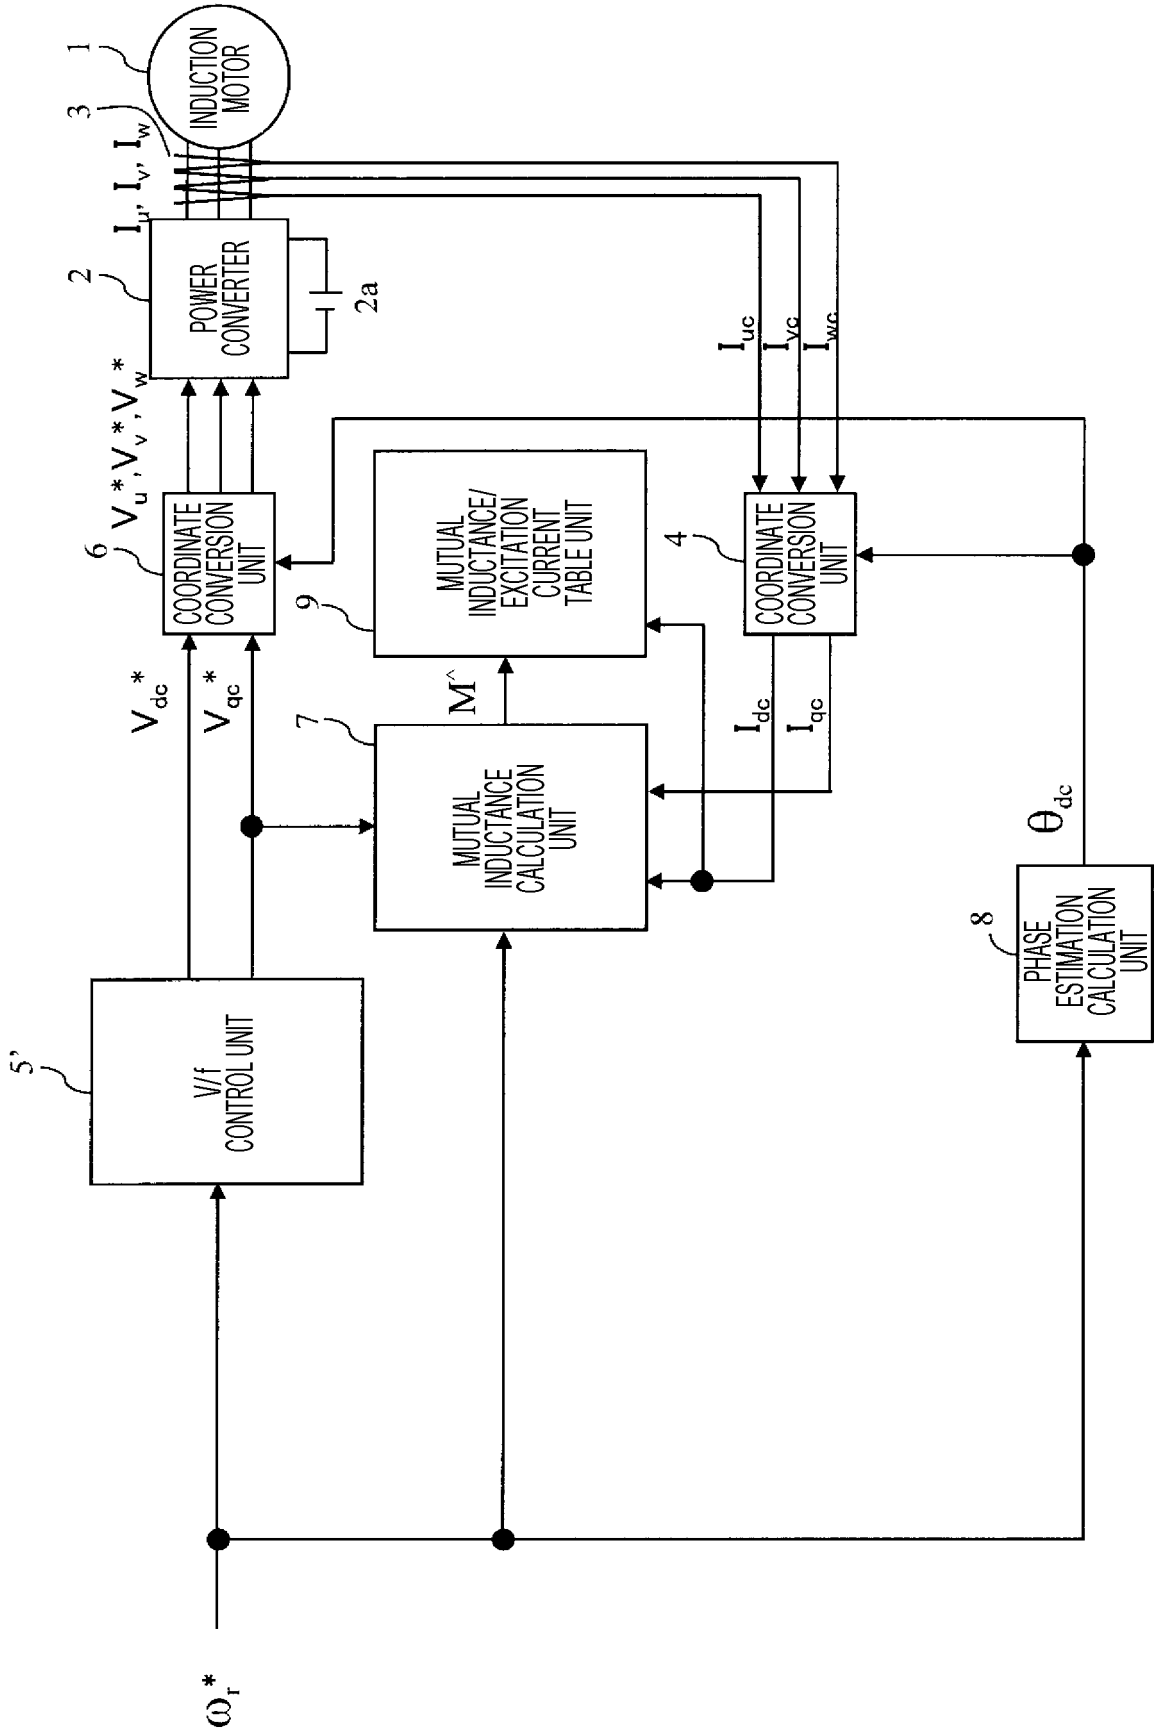 ωr*
5'
V/f
CONTROL UNIT
Vdc*
Vqc*
6
COORDINATE
CONVERSION
UNIT
Vu*,Vv*,Vw*
2
POWER
CONVERTER
2a
Iu, Iv, Iw
3
1
INDUCTION
MOTOR
7
MUTUAL
INDUCTANCE
CALCULATION
UNIT
M^
9
MUTUAL
INDUCTANCE/
EXCITATION
CURRENT
TABLE UNIT
Idc
Iqc
4
COORDINATE
CONVERSION
UNIT
Iuc
Ivc
Iwc
8
PHASE
ESTIMATION
CALCULATION
UNIT
θdc